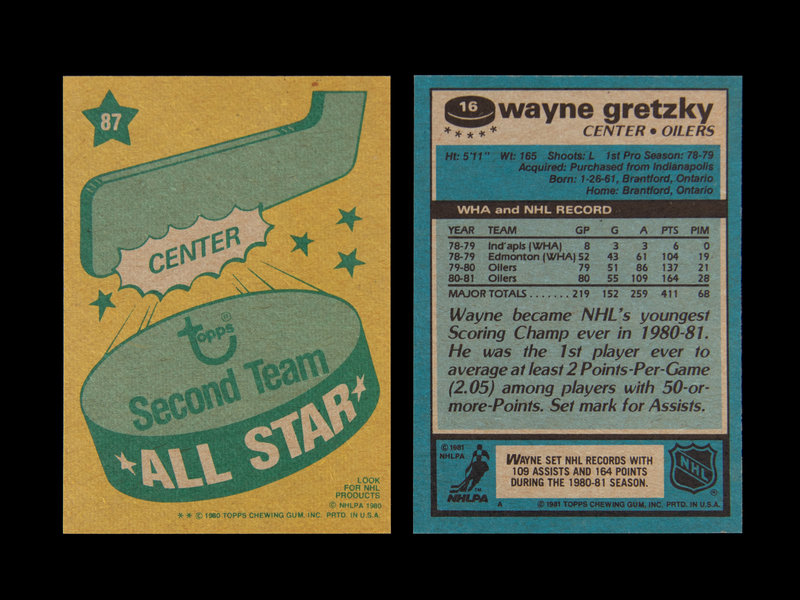 87
CENTER
topps®
Second Team
ALL STAR
LOOK
FOR NHL
PRODUCTS
© NHLPA 1980
** © 1980 TOPPS CHEWING GUM, INC. PRTD. IN U.S.A.
16 wayne gretzky
CENTER • OILERS
Ht: 5'11" Wt: 165 Shoots: L 1st Pro Season: 78-79
Acquired: Purchased from Indianapolis
Born: 1-26-61, Brantford, Ontario
Home: Brantford, Ontario
WHA and NHL RECORD
YEAR TEAM GP G A PTS PIM
78-79 Ind'apls (WHA) 8 3 3 6 0
78-79 Edmonton (WHA) 52 43 61 104 19
79-80 Oilers 79 51 86 137 21
80-81 Oilers 80 55 109 164 28
MAJOR TOTALS . . . . . . . 219 152 259 411 68
Wayne became NHL's youngest
Scoring Champ ever in 1980-81.
He was the 1st player ever to
average at least 2 Points-Per-Game
(2.05) among players with 50-or-
more-Points. Set mark for Assists.
© 1981
NHLPA
NHLPA
TM
WAYNE SET NHL RECORDS WITH
109 ASSISTS AND 164 POINTS
DURING THE 1980-81 SEASON.
NHL
A © 1981 TOPPS CHEWING GUM, INC. PRTD. IN U.S.A.